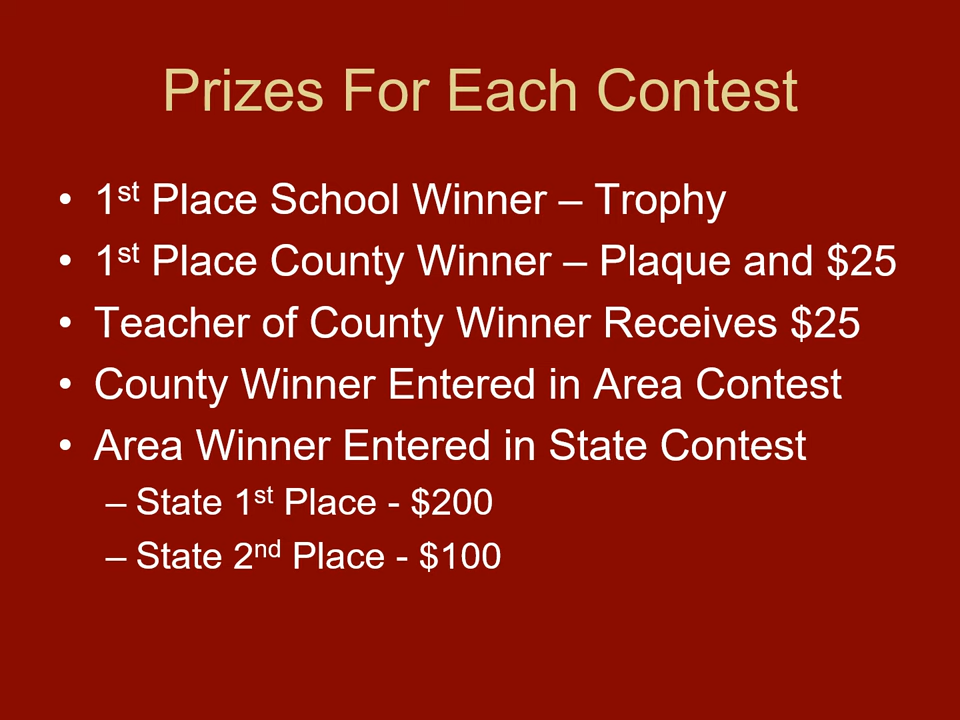 Prizes For Each Contest
• 1st Place School Winner – Trophy
• 1st Place County Winner – Plaque and $25
• Teacher of County Winner Receives $25
• County Winner Entered in Area Contest
• Area Winner Entered in State Contest
– State 1st Place - $200
– State 2nd Place - $100